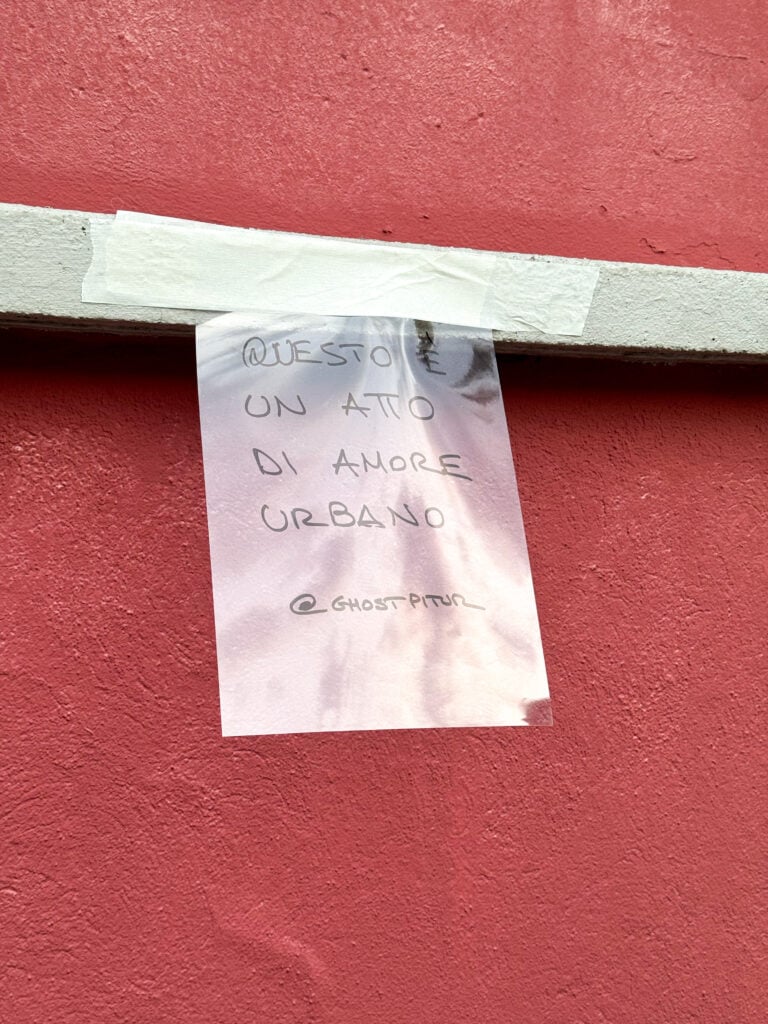 QUESTO È
UN ATTO
DI AMORE
URBANO
@GHOSTPITUR